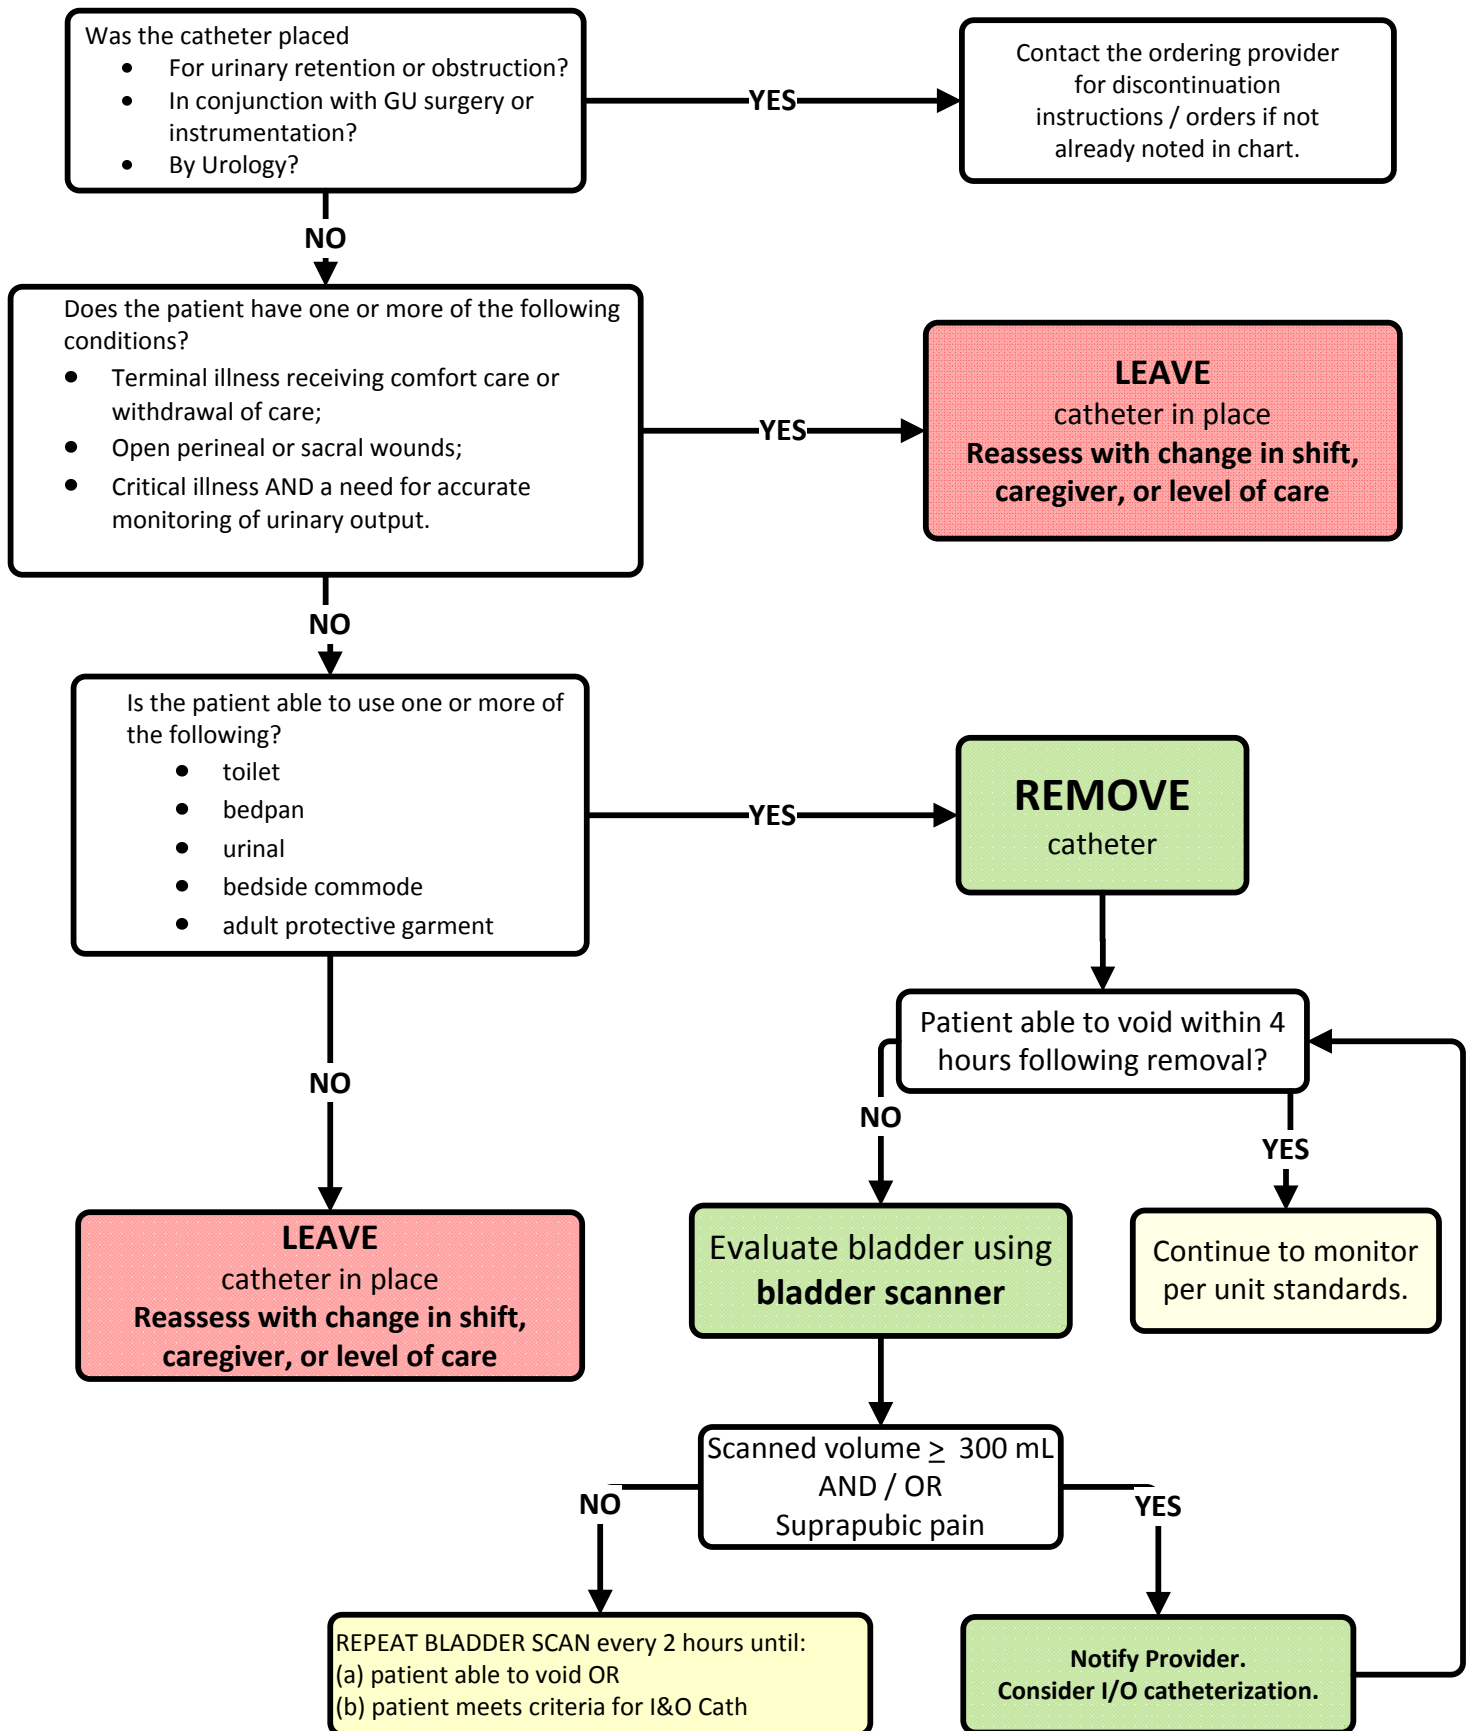 Was the catheter placed
• For urinary retention or obstruction?
• In conjunction with GU surgery or
instrumentation?
• By Urology?
YES
Contact the ordering provider
for discontinuation
instructions / orders if not
already noted in chart.
NO
Does the patient have one or more of the following
conditions?
• Terminal illness receiving comfort care or
withdrawal of care;
• Open perineal or sacral wounds;
• Critical illness AND a need for accurate
monitoring of urinary output.
YES
LEAVE
catheter in place
Reassess with change in shift,
caregiver, or level of care
NO
Is the patient able to use one or more of
the following?
• toilet
• bedpan
• urinal
• bedside commode
• adult protective garment
YES
REMOVE
catheter
Patient able to void within 4
hours following removal?
NO
NO
YES
LEAVE
catheter in place
Reassess with change in shift,
caregiver, or level of care
Evaluate bladder using
bladder scanner
Continue to monitor
per unit standards.
Scanned volume ≥ 300 mL
AND / OR
Suprapubic pain
NO
YES
REPEAT BLADDER SCAN every 2 hours until:
(a) patient able to void OR
(b) patient meets criteria for I&O Cath
Notify Provider.
Consider I/O catheterization.